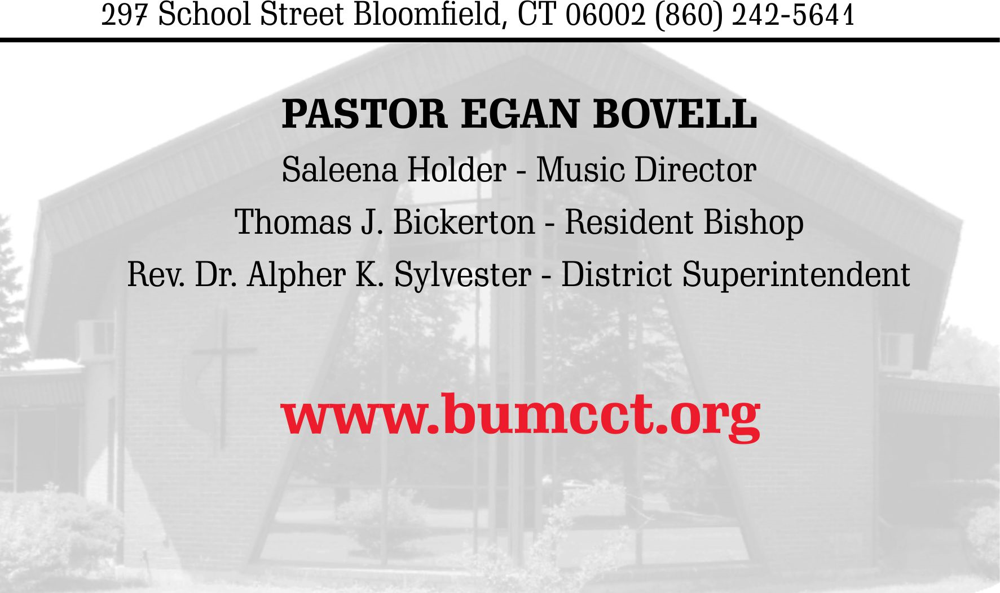 297 School Street Bloomfield, CT 06002 (860) 242-5641
PASTOR EGAN BOVELL
Saleena Holder - Music Director
Thomas J. Bickerton - Resident Bishop
Rev. Dr. Alpher K. Sylvester - District Superintendent
www.bumcct.org